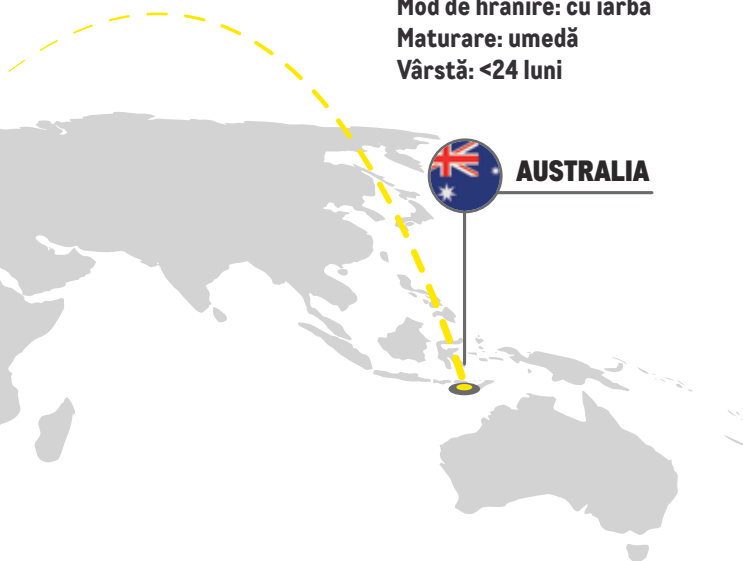 Mod de hrănire: cu iarbă
Maturare: umedă
Vârstă: <24 luni
AUSTRALIA